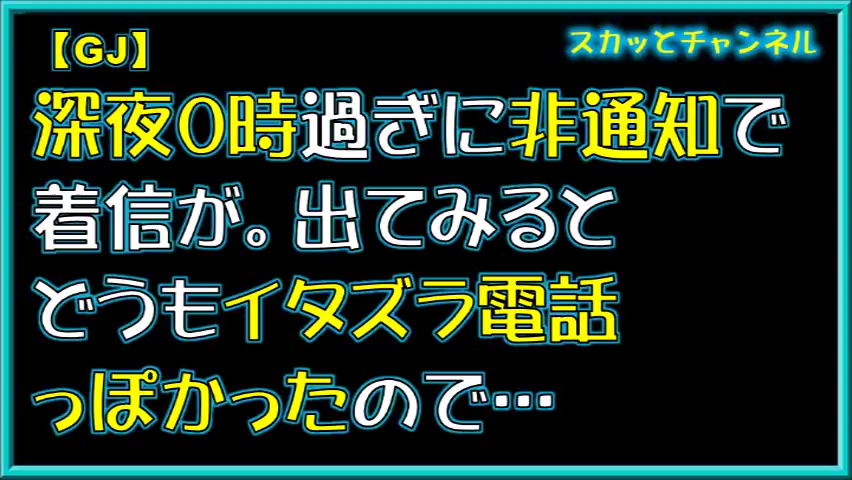 【GJ】
スカッとチャンネル
深夜0時過ぎに非通知で
着信が。出てみると
どうもイタズラ電話
っぽかったので…